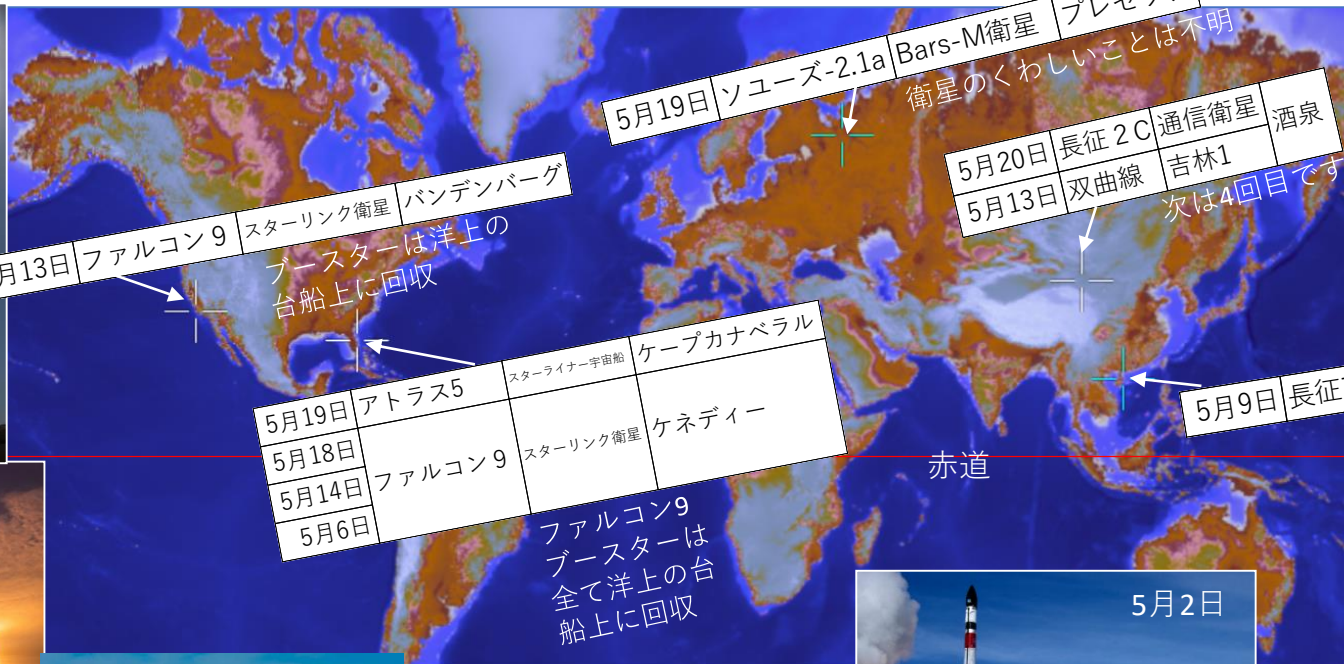 5月19日 ソユーズ-2.1a Bars-M衛星
衛星のくわしいことは不明
5月20日 長征２C 通信衛星 酒泉
5月13日 双曲線 吉林1
次は4回目です
月13日 ファルコン９ スターリンク衛星 バンデンバーグ
ブースターは洋上の
台船上に回収
5月19日 アトラス5 スターライナー宇宙船 ケープカナベラル
5月18日
5月14日 ファルコン９ スターリンク衛星 ケネディー
5月6日
5月9日 長征
赤道
ファルコン9
ブースターは
全て洋上の台
船上に回収
5月2日